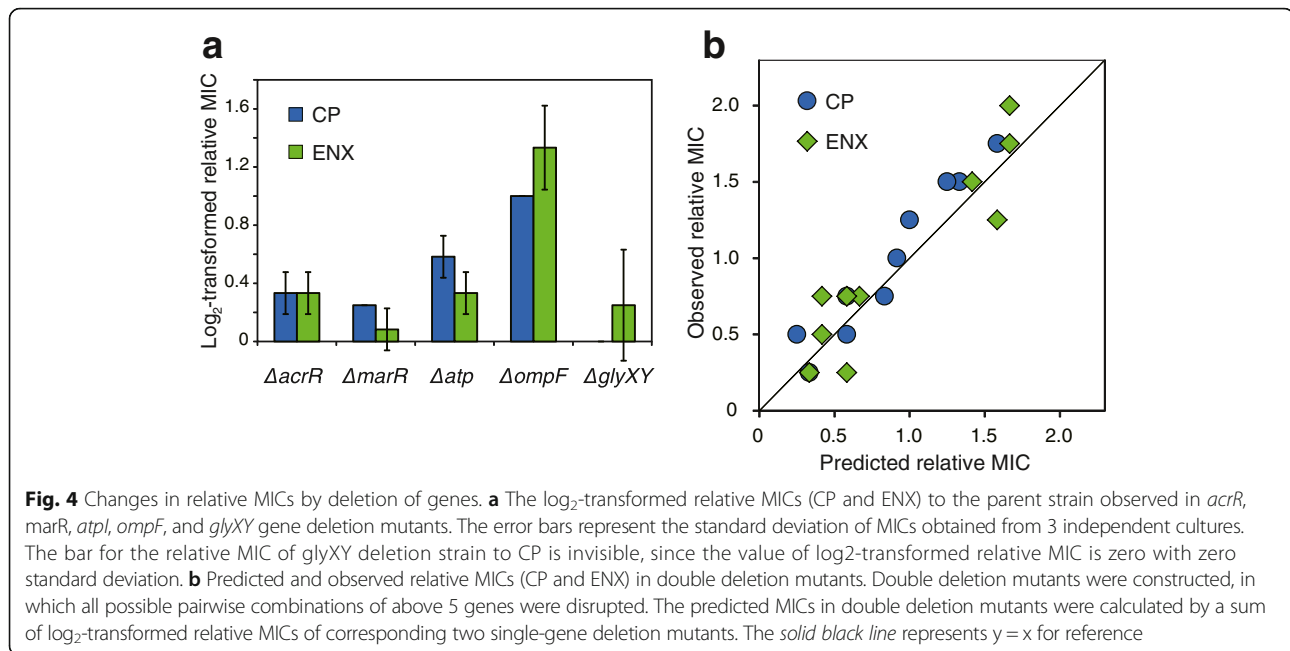 a
Log2-transformed relative MIC
1.6
1.2
0.8
0.4
0
CP
ENX
ΔacrR ΔmarR Δatp ΔompF ΔglyXY
b
Observed relative MIC
2.0
1.5
1.0
0.5
0
CP
ENX
0 0.5 1.0 1.5 2.0
Predicted relative MIC
Fig. 4 Changes in relative MICs by deletion of genes. a The log2-transformed relative MICs (CP and ENX) to the parent strain observed in acrR,
marR, atpI, ompF, and glyXY gene deletion mutants. The error bars represent the standard deviation of MICs obtained from 3 independent cultures.
The bar for the relative MIC of glyXY deletion strain to CP is invisible, since the value of log2-transformed relative MIC is zero with zero
standard deviation. b Predicted and observed relative MICs (CP and ENX) in double deletion mutants. Double deletion mutants were constructed, in
which all possible pairwise combinations of above 5 genes were disrupted. The predicted MICs in double deletion mutants were calculated by a sum
of log2-transformed relative MICs of corresponding two single-gene deletion mutants. The solid black line represents y = x for reference